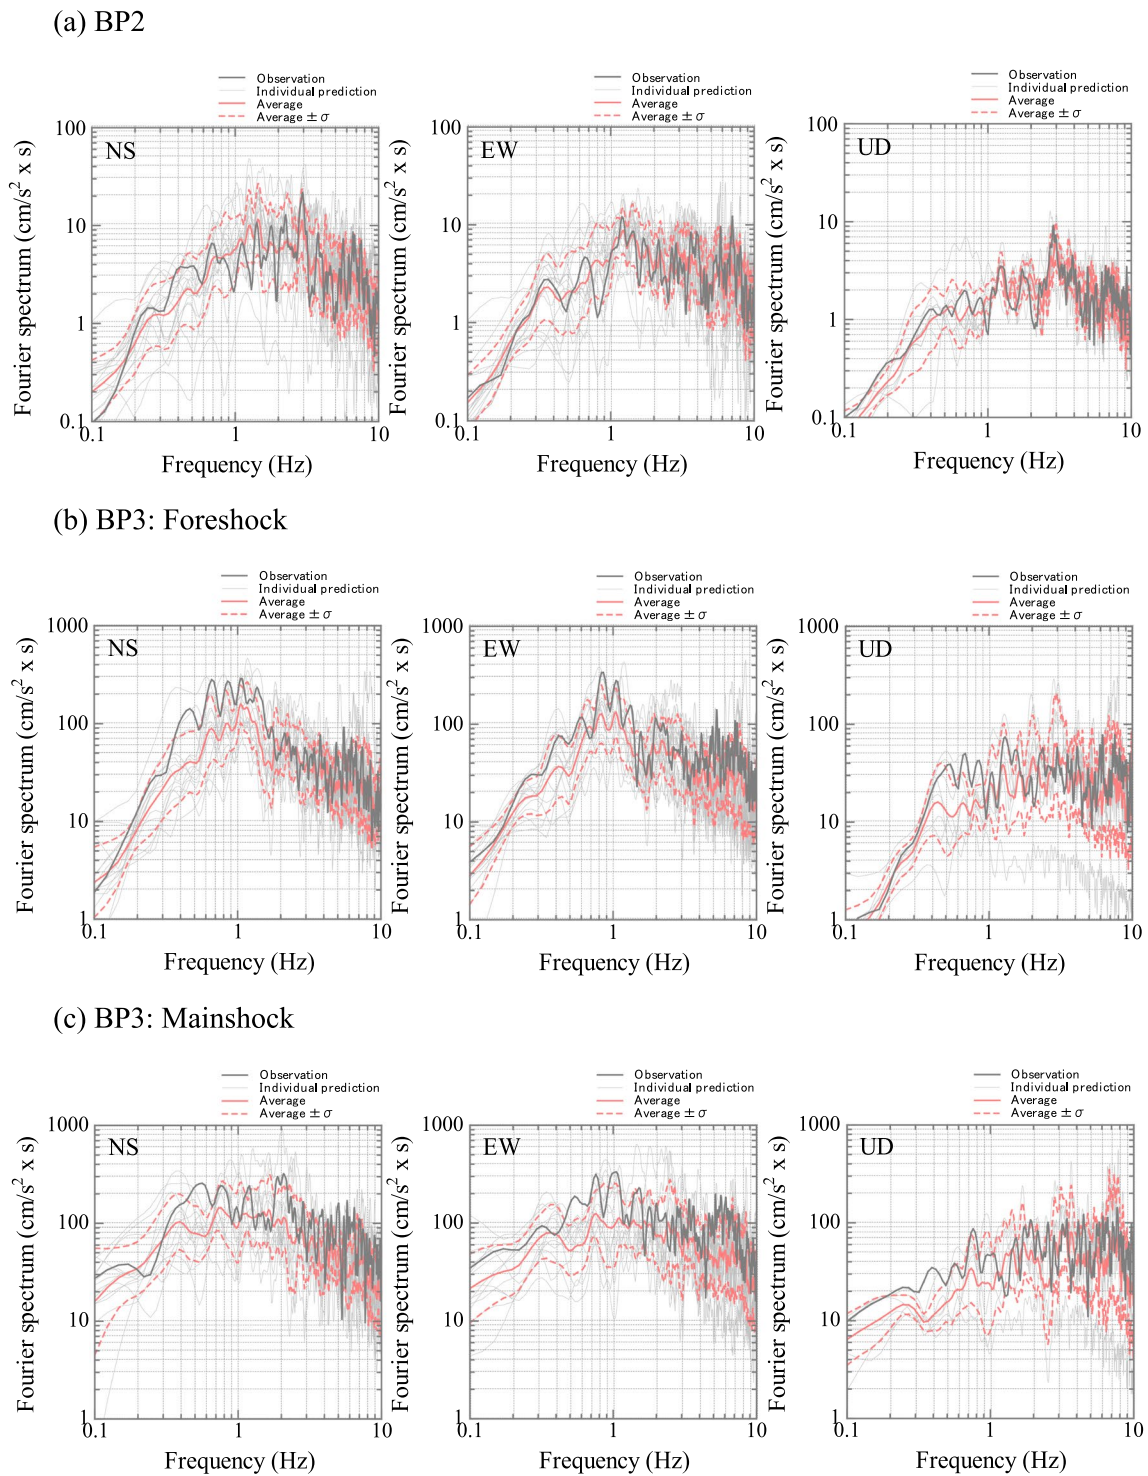 (a) BP2
Observation
Individual prediction
Average
Average ± σ
NS
Fourier spectrum (cm/s² x s)
100
10
1
0.1
0.1
1
10
Frequency (Hz)
Observation
Individual prediction
Average
Average ± σ
EW
Fourier spectrum (cm/s² x s)
100
10
1
0.1
0.1
1
10
Frequency (Hz)
Observation
Individual prediction
Average
Average ± σ
UD
Fourier spectrum (cm/s² x s)
100
10
1
0.1
0.1
1
10
Frequency (Hz)
(b) BP3: Foreshock
Observation
Individual prediction
Average
Average ± σ
NS
Fourier spectrum (cm/s² x s)
1000
100
10
1
0.1
1
10
Frequency (Hz)
Observation
Individual prediction
Average
Average ± σ
EW
Fourier spectrum (cm/s² x s)
1000
100
10
1
0.1
1
10
Frequency (Hz)
Observation
Individual prediction
Average
Average ± σ
UD
Fourier spectrum (cm/s² x s)
1000
100
10
1
0.1
1
10
Frequency (Hz)
(c) BP3: Mainshock
Observation
Individual prediction
Average
Average ± σ
NS
Fourier spectrum (cm/s² x s)
1000
100
10
1
0.1
1
10
Frequency (Hz)
Observation
Individual prediction
Average
Average ± σ
EW
Fourier spectrum (cm/s² x s)
1000
100
10
1
0.1
1
10
Frequency (Hz)
Observation
Individual prediction
Average
Average ± σ
UD
Fourier spectrum (cm/s² x s)
1000
100
10
1
0.1
1
10
Frequency (Hz)